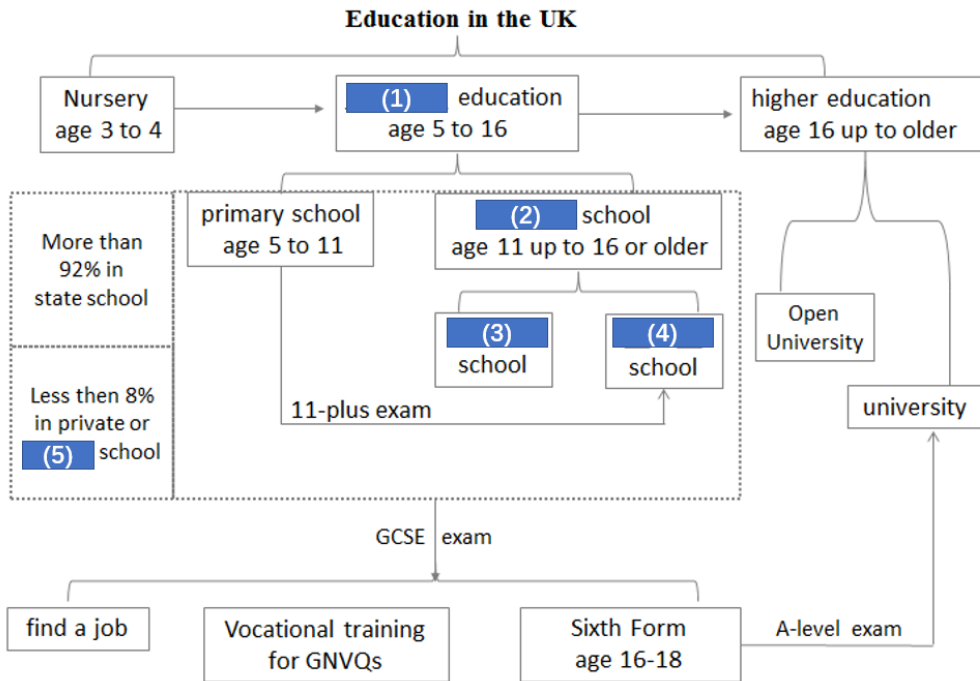 Education in the UK
Nursery
age 3 to 4
(1) education
age 5 to 16
higher education
age 16 up to older
More than
92% in
state school
primary school
age 5 to 11
(2) school
age 11 up to 16 or older
(3)
school
(4)
school
Open
University
Less then 8%
in private or
(5) school
11-plus exam
university
GCSE exam
find a job
Vocational training
for GNVQs
Sixth Form
age 16-18
A-level exam